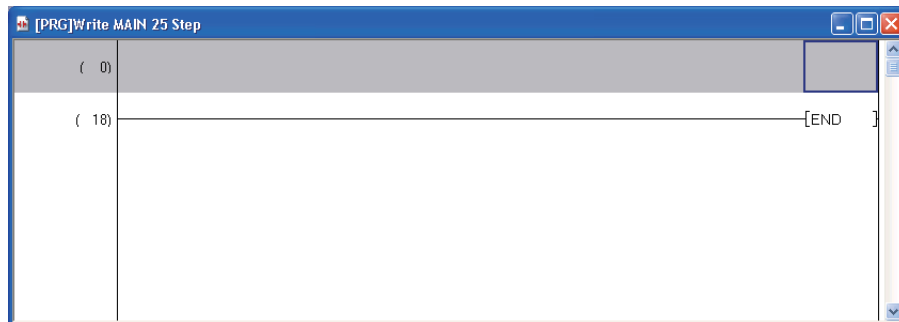 [PRG]Write MAIN 25 Step
( 0)
( 18) [END ]